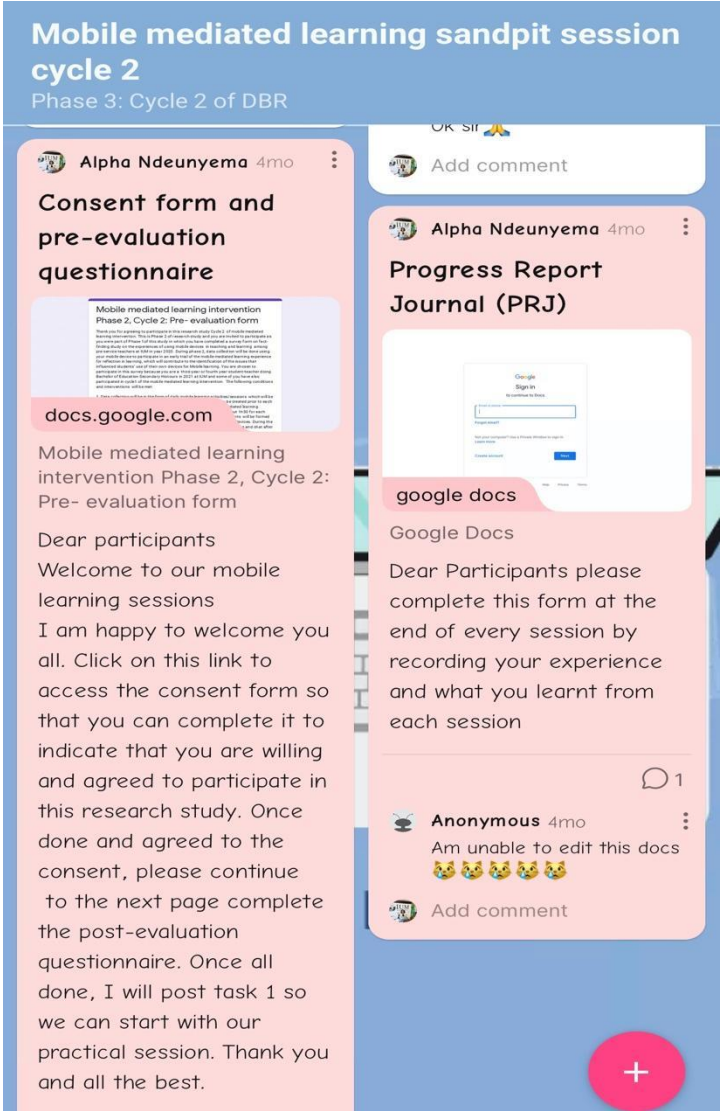 Mobile mediated learning sandpit session
cycle 2
Phase 3: Cycle 2 of DBR
Alpha Ndeunyema 4mo
Consent form and
pre-evaluation
questionnaire
Mobile mediated learning intervention
Phase 2, Cycle 2: Pre- evaluation form
docs.google.com
Mobile mediated learning
intervention Phase 2, Cycle 2:
Pre- evaluation form
Dear participants
Welcome to our mobile
learning sessions
I am happy to welcome you
all. Click on this link to
access the consent form so
that you can complete it to
indicate that you are willing
and agreed to participate in
this research study. Once
done and agreed to the
consent, please continue
to the next page complete
the post-evaluation
questionnaire. Once all
done, I will post task 1 so
we can start with our
practical session. Thank you
and all the best.
OK sir🙏
Add comment
Alpha Ndeunyema 4mo
Progress Report
Journal (PRJ)
Google
Sign in
google docs
Google Docs
Dear Participants please
complete this form at the
end of every session by
recording your experience
and what you learnt from
each session
1
Anonymous 4mo
Am unable to edit this docs
😹😹😹😹😹
Add comment
+